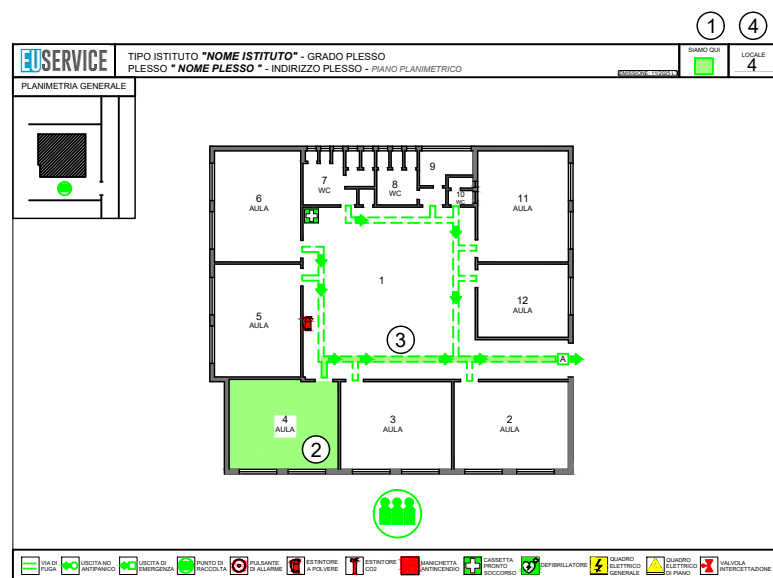 1 4
EUSERVICE
TIPO ISTITUTO "NOME ISTITUTO" - GRADO PLESSO
PLESSO " NOME PLESSO " - INDIRIZZO PLESSO - PIANO PLANIMETRICO
SIAMO QUI
LOCALE
4
PLANIMETRIA GENERALE
6
AULA
7
WC
8
WC
9
10
WC
11
AULA
5
AULA
1
12
AULA
3
A
4
AULA
2
3
AULA
2
AULA
VIA DI
FUGA
USCITA NO
ANTIPANICO
USCITA DI
EMERGENZA
PUNTO DI
RACCOLTA
PULSANTE
DI ALLARME
ESTINTORE
A POLVERE
ESTINTORE
CO2
MANICHETTA
ANTINCENDIO
CASSETTA
PRONTO
SOCCORSO
DEFIBRILLATORE
QUADRO
ELETTRICO
GENERALE
QUADRO
ELETTRICO
DI PIANO
VALVOLA
INTERCETTAZIONE